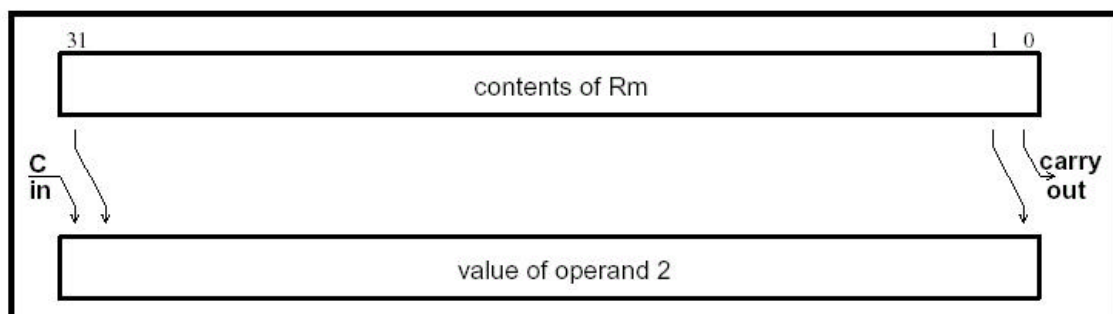 31 1 0
contents of Rm
C
in
carry
out
value of operand 2